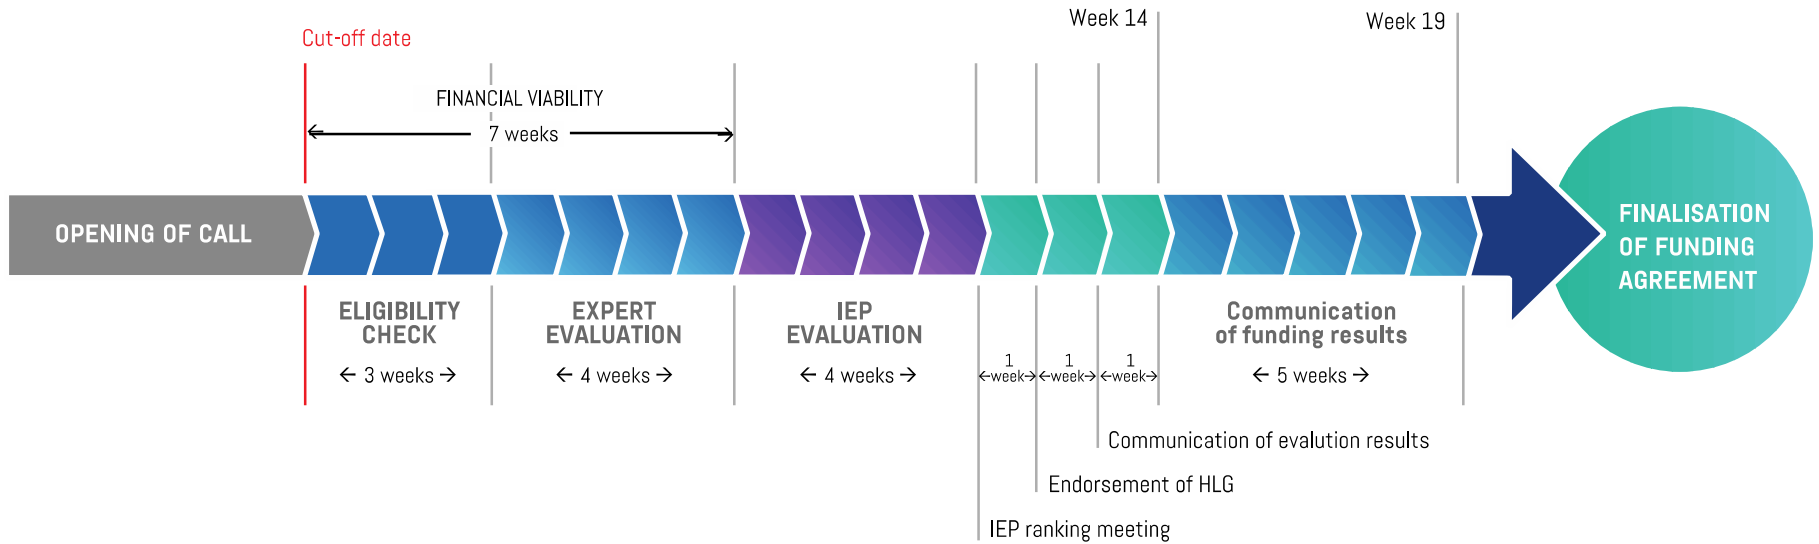 Week 14
Week 19
Cut-off date
FINANCIAL VIABILITY
7 weeks
OPENING OF CALL
FINALISATION
OF FUNDING
AGREEMENT
ELIGIBILITY
CHECK
3 weeks
EXPERT
EVALUATION
4 weeks
IEP
EVALUATION
4 weeks
1
week
1
week
1
week
Communication
of funding results
5 weeks
Communication of evalution results
Endorsement of HLG
IEP ranking meeting